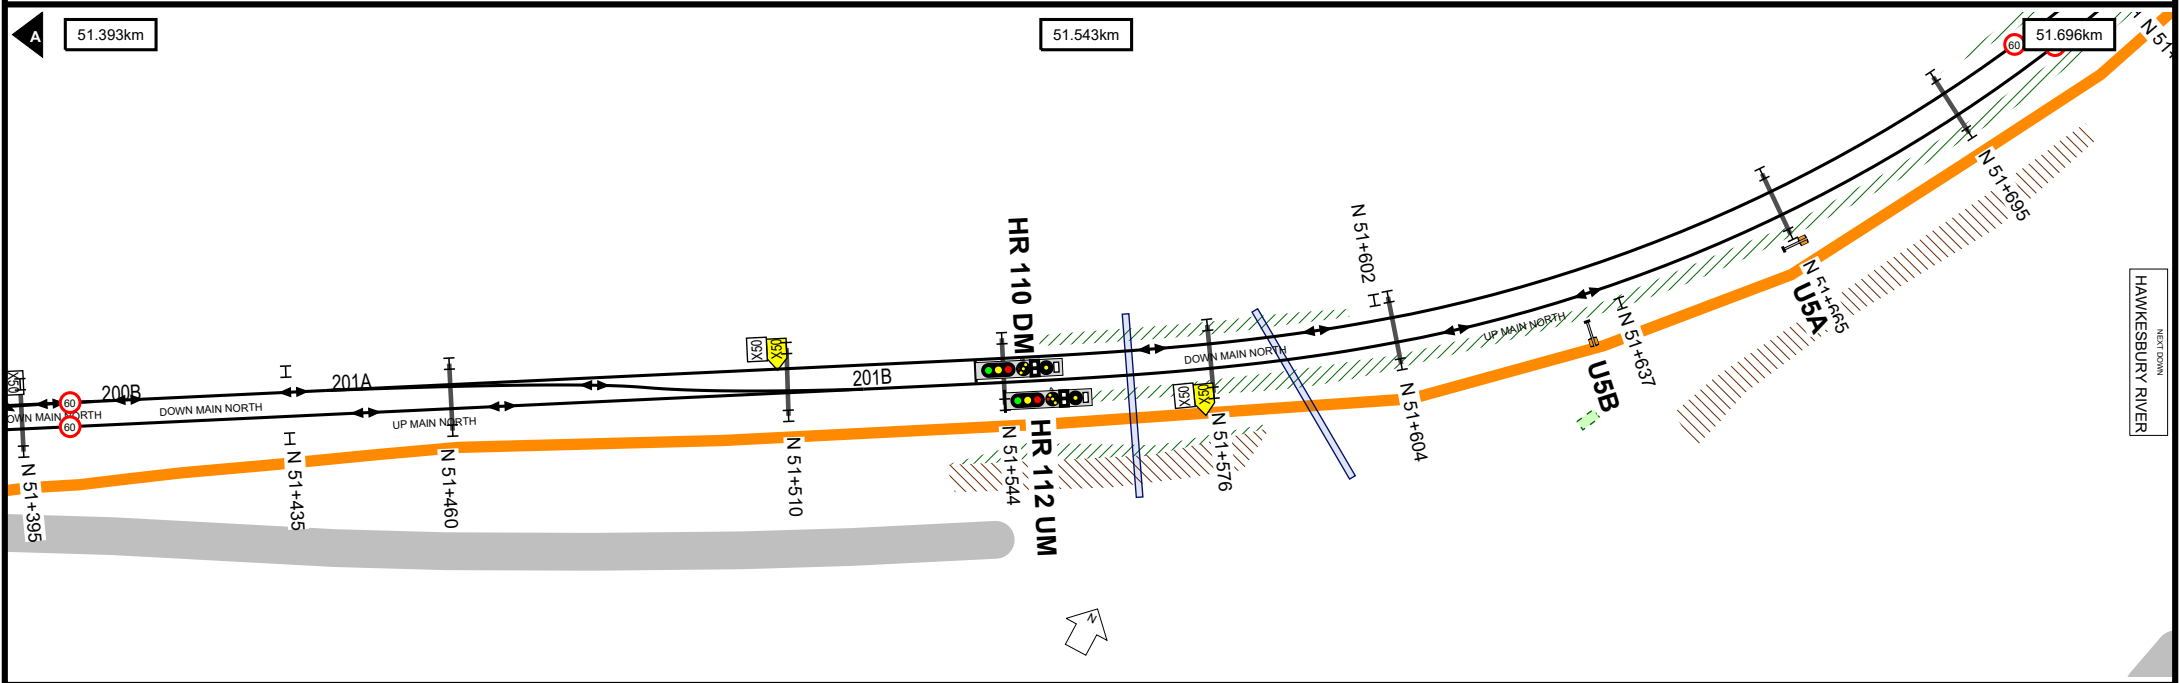 A
51.393km
51.543km
51.696km
60
N 51+695
N 51+602
HR 110 DM
N 51+665
U5A
HAWKESBURY RIVER
NEXT DOWN
X50
X50
200B
201A
201B
60
60
DOWN MAIN NORTH
DOWN MAIN NORTH
UP MAIN NORTH
DOWN MAIN NORTH
UP MAIN NORTH
X50
X50
N 51+637
U5B
N 51+395
N 51+435
N 51+460
N 51+510
N 51+544
HR 112 UM
N 51+576
N 51+604
N